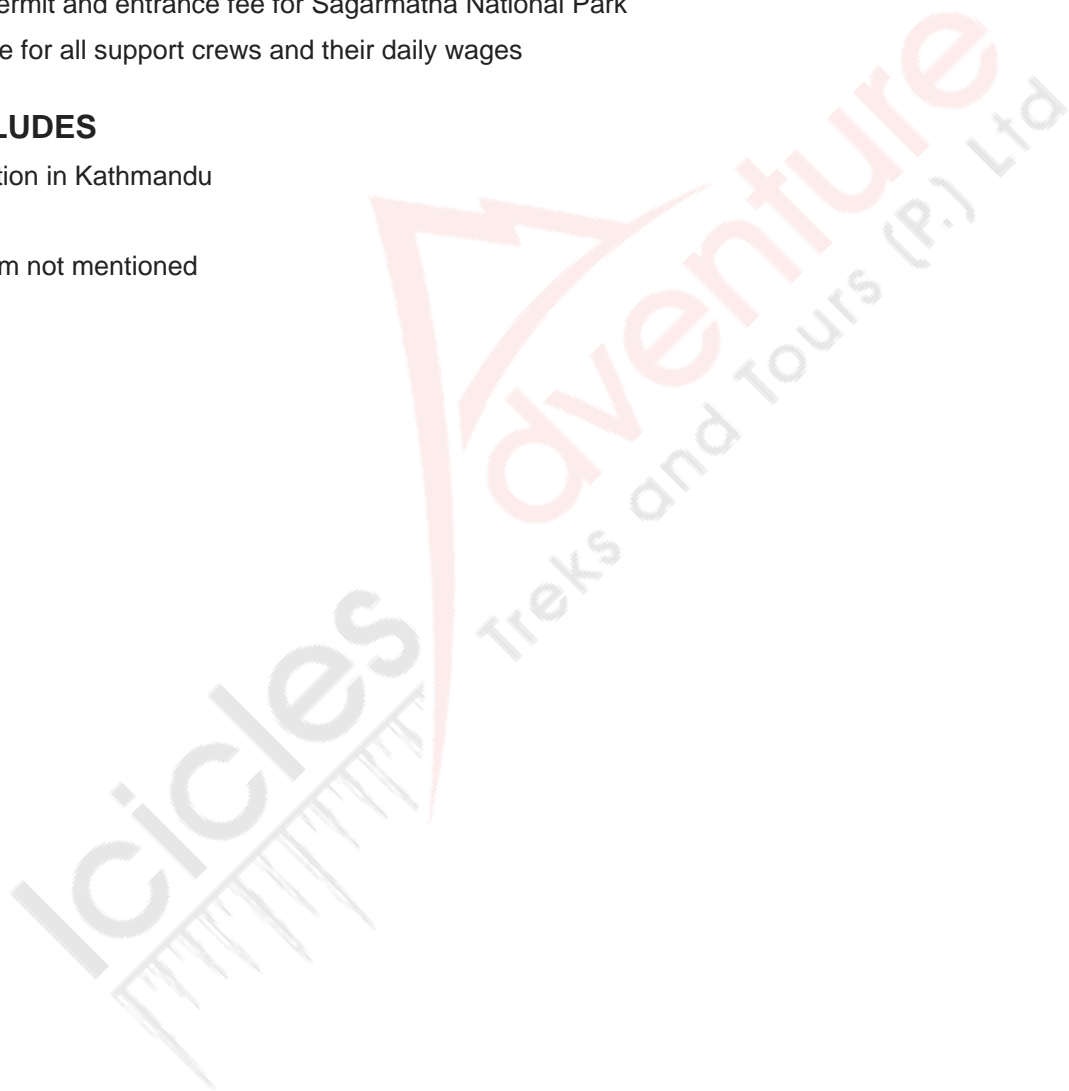 ermit and entrance fee for Sagarmatha National Park
e for all support crews and their daily wages
LUDES
tion in Kathmandu
m not mentioned
Icicles Adventure
Treks and Tours (P.) Ltd